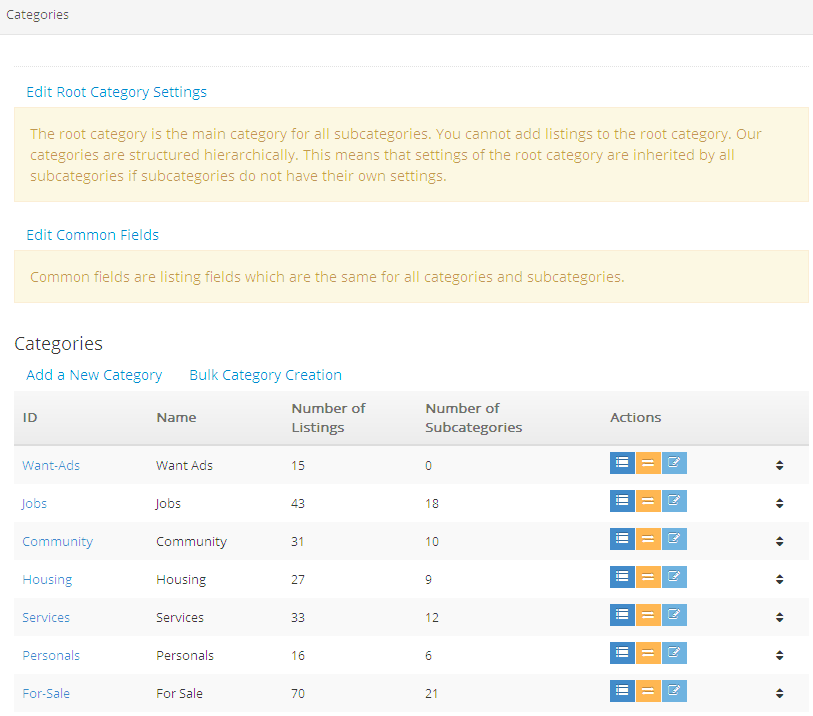 Categories
Edit Root Category Settings
The root category is the main category for all subcategories. You cannot add listings to the root category. Our
categories are structured hierarchically. This means that settings of the root category are inherited by all
subcategories if subcategories do not have their own settings.
Edit Common Fields
Common fields are listing fields which are the same for all categories and subcategories.
Categories
Add a New Category Bulk Category Creation
ID Name Number of Listings Number of Subcategories Actions
Want-Ads Want Ads 15 0
Jobs Jobs 43 18
Community Community 31 10
Housing Housing 27 9
Services Services 33 12
Personals Personals 16 6
For-Sale For Sale 70 21